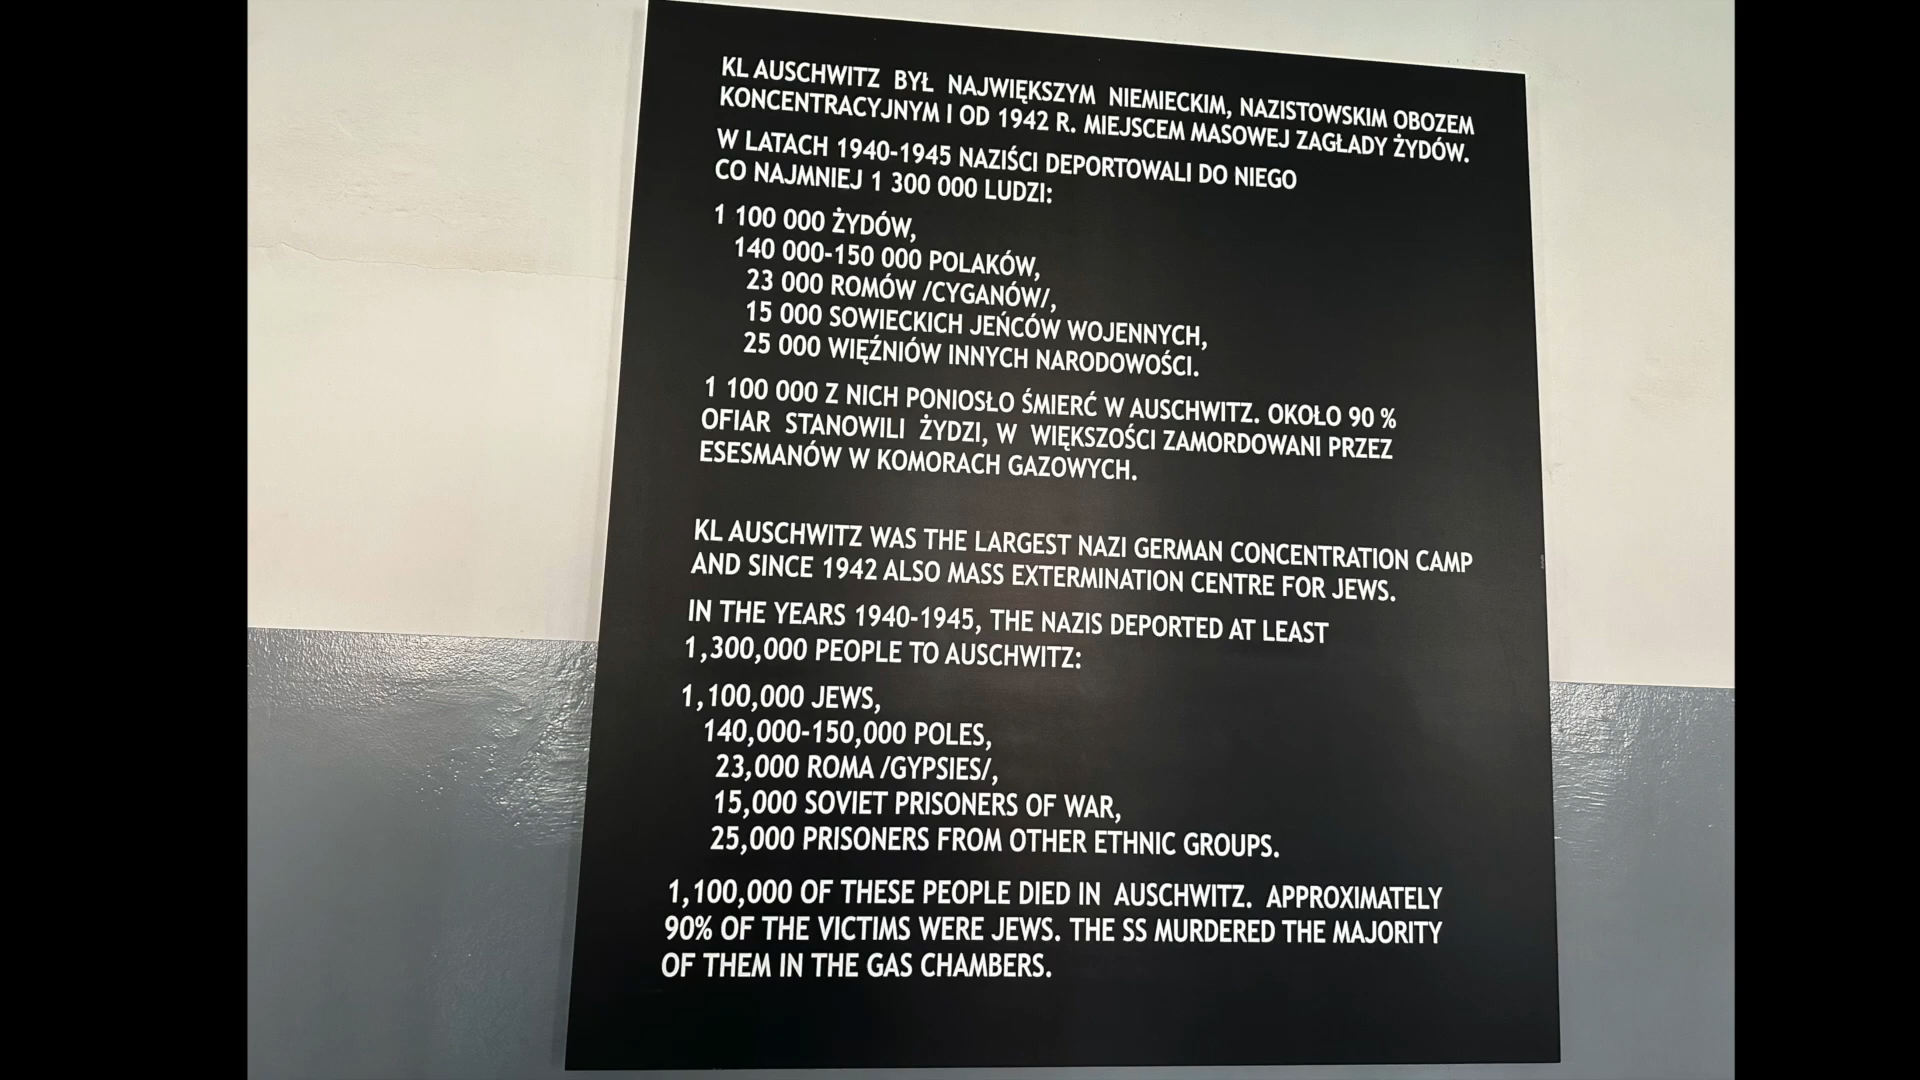 KL AUSCHWITZ BYŁ NAJWIĘKSZYM NIEMIECKIM, NAZISTOWSKIM OBOZEM
KONCENTRACYJNYM I OD 1942 R. MIEJSCEM MASOWEJ ZAGŁADY ŻYDÓW.
W LATACH 1940-1945 NAZIŚCI DEPORTOWALI DO NIEGO
CO NAJMNIEJ 1 300 000 LUDZI:
1 100 000 ŻYDÓW,
140 000-150 000 POLAKÓW,
23 000 ROMÓW /CYGANÓW/,
15 000 SOWIECKICH JEŃCÓW WOJENNYCH,
25 000 WIĘŹNIÓW INNYCH NARODOWOŚCI.
1 100 000 Z NICH PONIOSŁO ŚMIERĆ W AUSCHWITZ. OKOŁO 90 %
OFIAR STANOWILI ŻYDZI, W WIĘKSZOŚCI ZAMORDOWANI PRZEZ
ESESMANÓW W KOMORACH GAZOWYCH.
KL AUSCHWITZ WAS THE LARGEST NAZI GERMAN CONCENTRATION CAMP
AND SINCE 1942 ALSO MASS EXTERMINATION CENTRE FOR JEWS.
IN THE YEARS 1940-1945, THE NAZIS DEPORTED AT LEAST
1,300,000 PEOPLE TO AUSCHWITZ:
1,100,000 JEWS,
140,000-150,000 POLES,
23,000 ROMA /GYPSIES/,
15,000 SOVIET PRISONERS OF WAR,
25,000 PRISONERS FROM OTHER ETHNIC GROUPS.
1,100,000 OF THESE PEOPLE DIED IN AUSCHWITZ. APPROXIMATELY
90% OF THE VICTIMS WERE JEWS. THE SS MURDERED THE MAJORITY
OF THEM IN THE GAS CHAMBERS.